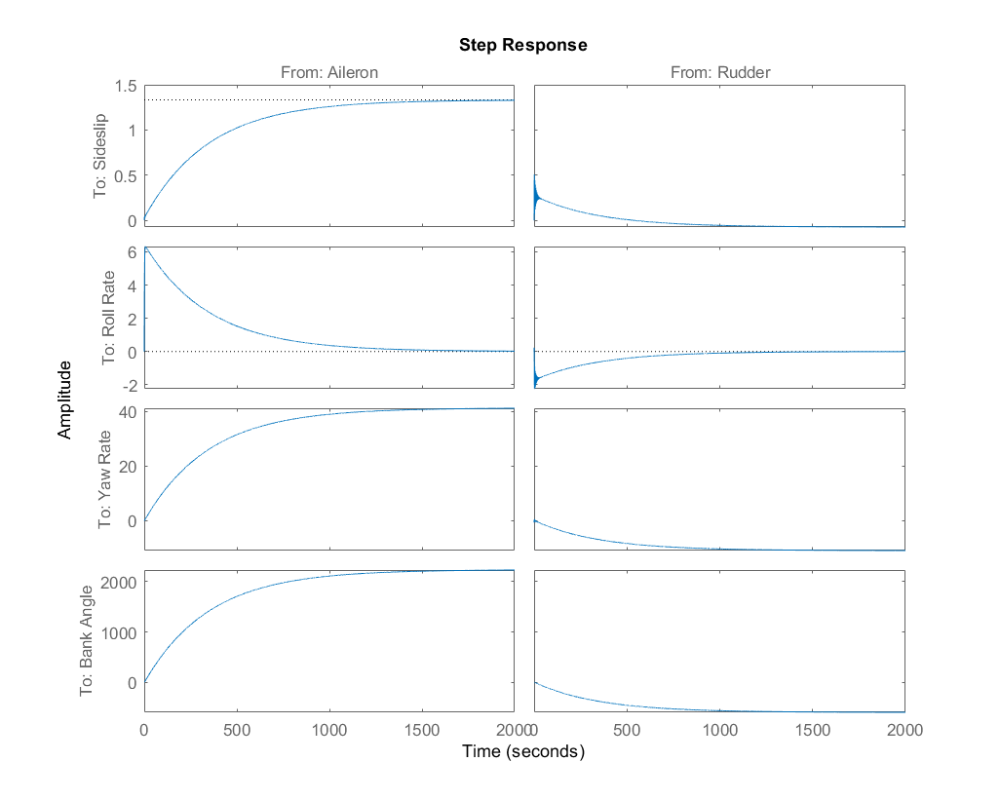 Step Response
From: Aileron
From: Rudder
To: Sideslip
1.5
1
0.5
0
To: Roll Rate
6
4
2
0
-2
Amplitude
To: Yaw Rate
40
20
0
To: Bank Angle
2000
1000
0
0 500 1000 1500 2000
0 500 1000 1500 2000
Time (seconds)